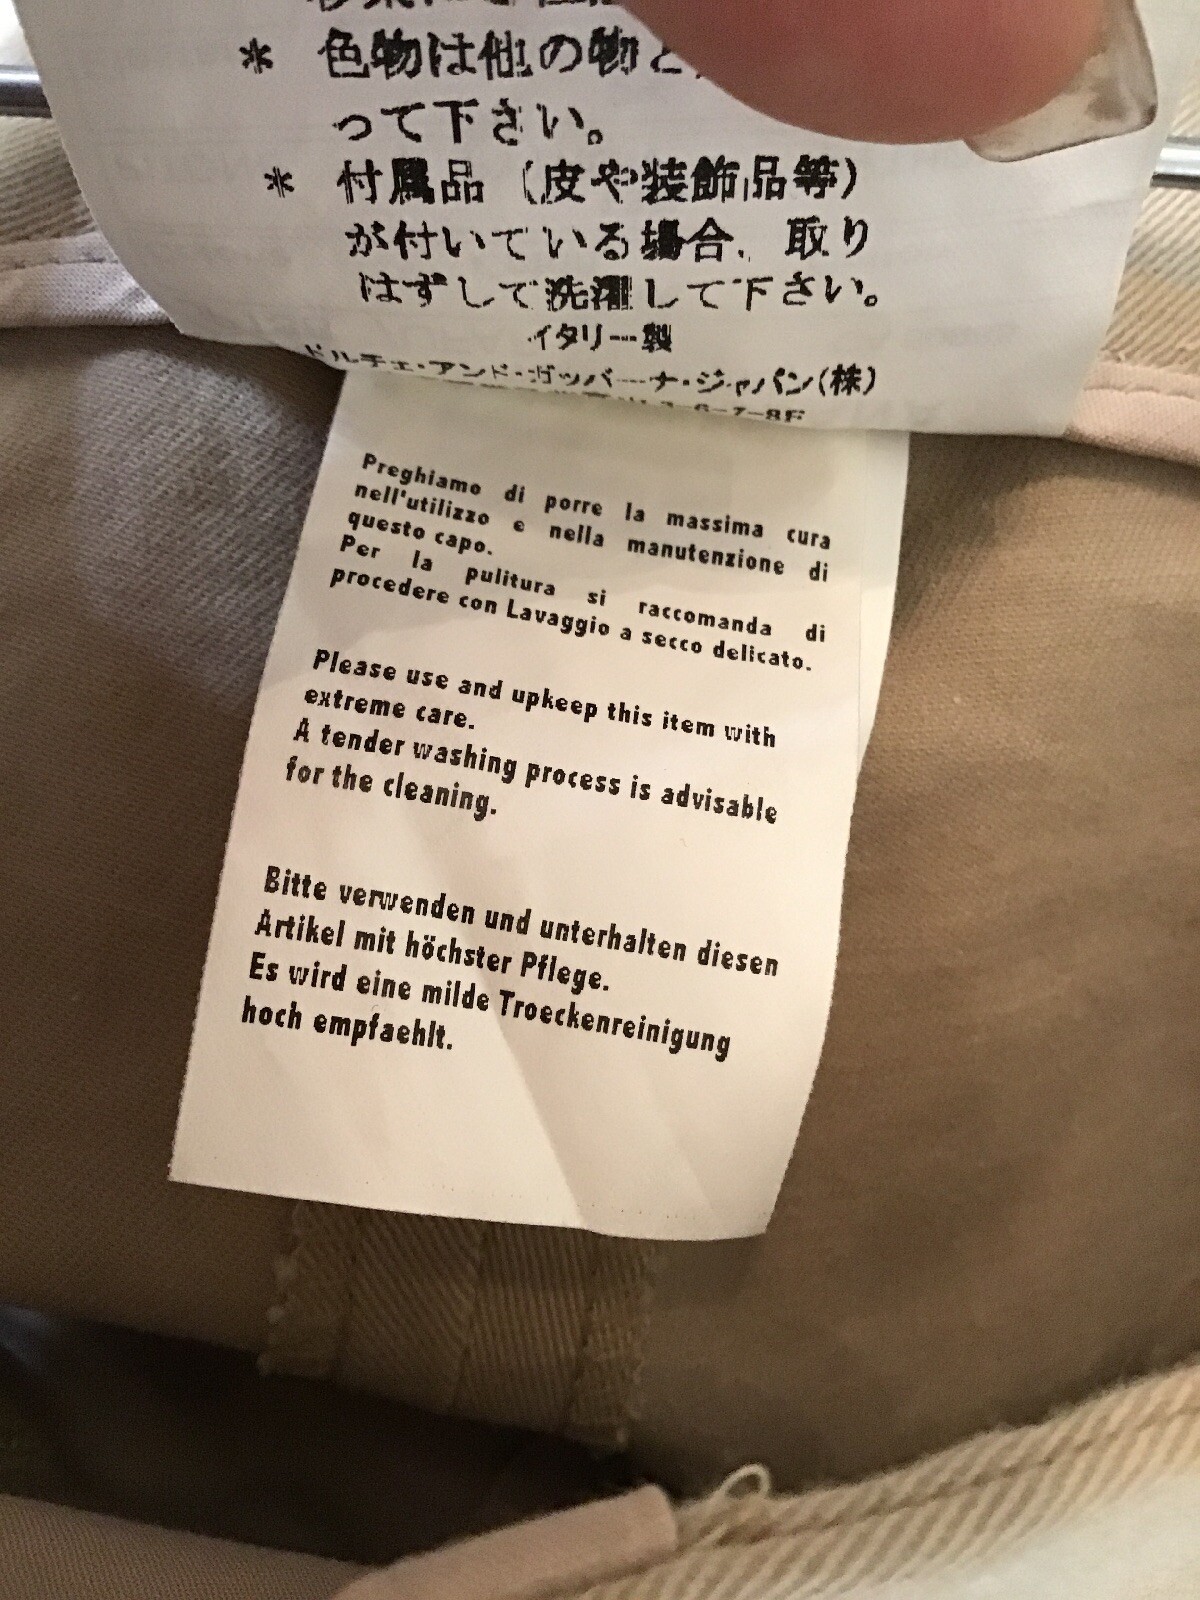 * 色物は他の物と
って下さい。
* 付属品（皮や装飾品等）
が付いている場合、取り
はずして洗濯して下さい。
イタリー製
ドルチェ・アンド・ガッバーナ・ジャパン(株)
Preghiamo di porre la massima cura
nell'utilizzo e nella manutenzione di
questo capo.
Per la pulitura si raccomanda di
procedere con Lavaggio a secco delicato.
Please use and upkeep this item with
extreme care.
A tender washing process is advisable
for the cleaning.
Bitte verwenden und unterhalten diesen
Artikel mit höchster Pflege.
Es wird eine milde Troeckenreinigung
hoch empfaehlt.